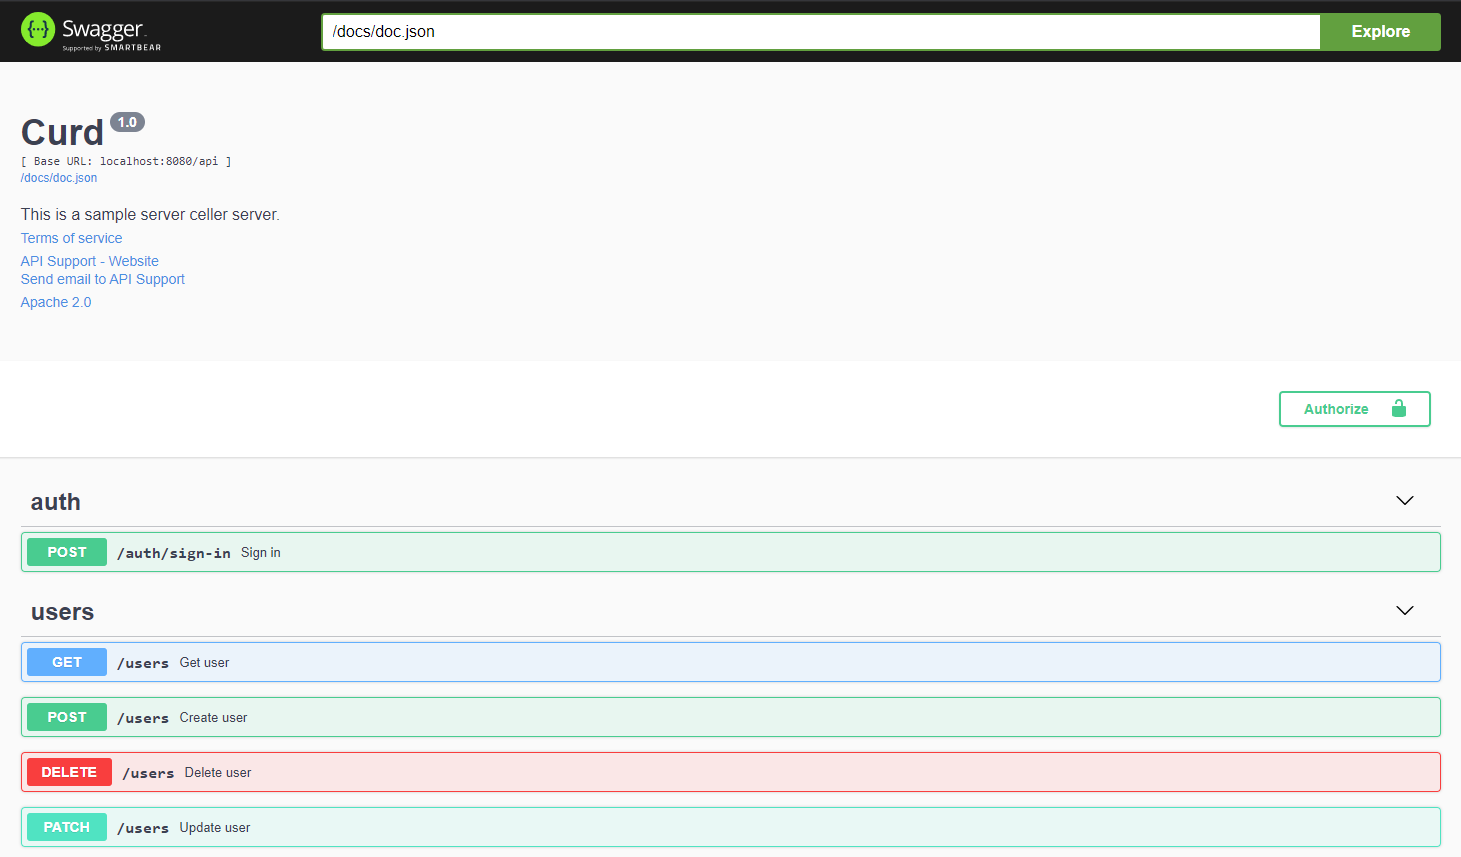 Swagger
Supported by SMARTBEAR
/docs/doc.json
Explore
Curd 1.0
[ Base URL: localhost:8080/api ]
/docs/doc.json
This is a sample server celler server.
Terms of service
API Support - Website
Send email to API Support
Apache 2.0
Authorize
auth
POST /auth/sign-in Sign in
users
GET /users Get user
POST /users Create user
DELETE /users Delete user
PATCH /users Update user